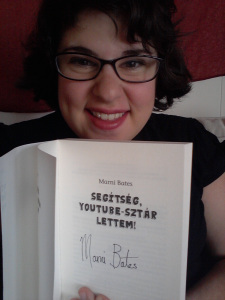 Marni Bates
SEGÍTSÉG,
YOUTUBE-SZTÁR
LETTEM!
Marni Bates